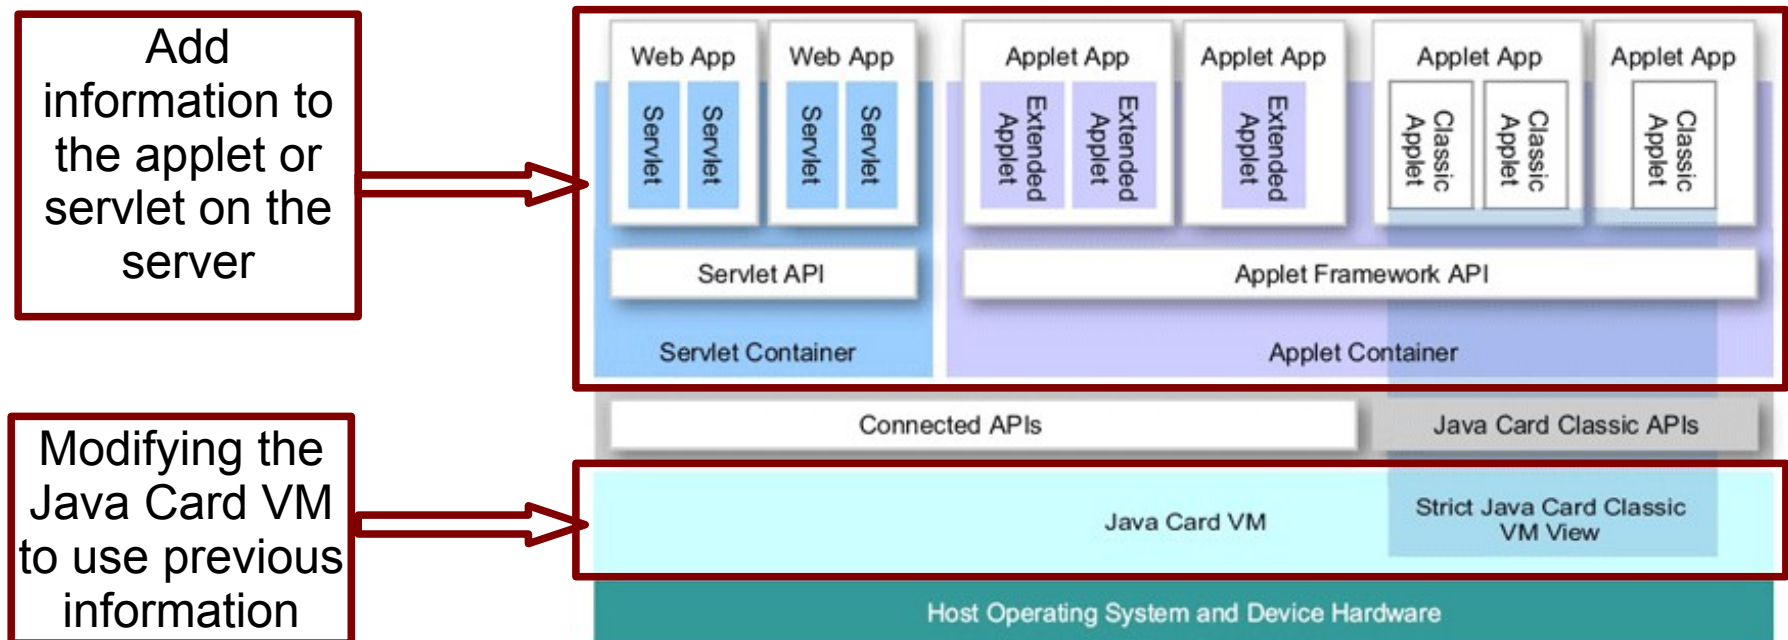 Add
information to
the applet or
servlet on the
server
Web App
Web App
Applet App
Applet App
Applet App
Applet App
Servlet
Servlet
Servlet
Servlet
Extended
Applet
Extended
Applet
Extended
Applet
Classic
Applet
Classic
Applet
Classic
Applet
Servlet API
Applet Framework API
Servlet Container
Applet Container
Connected APIs
Java Card Classic APIs
Modifying the
Java Card VM
to use previous
information
Java Card VM
Strict Java Card Classic
VM View
Host Operating System and Device Hardware